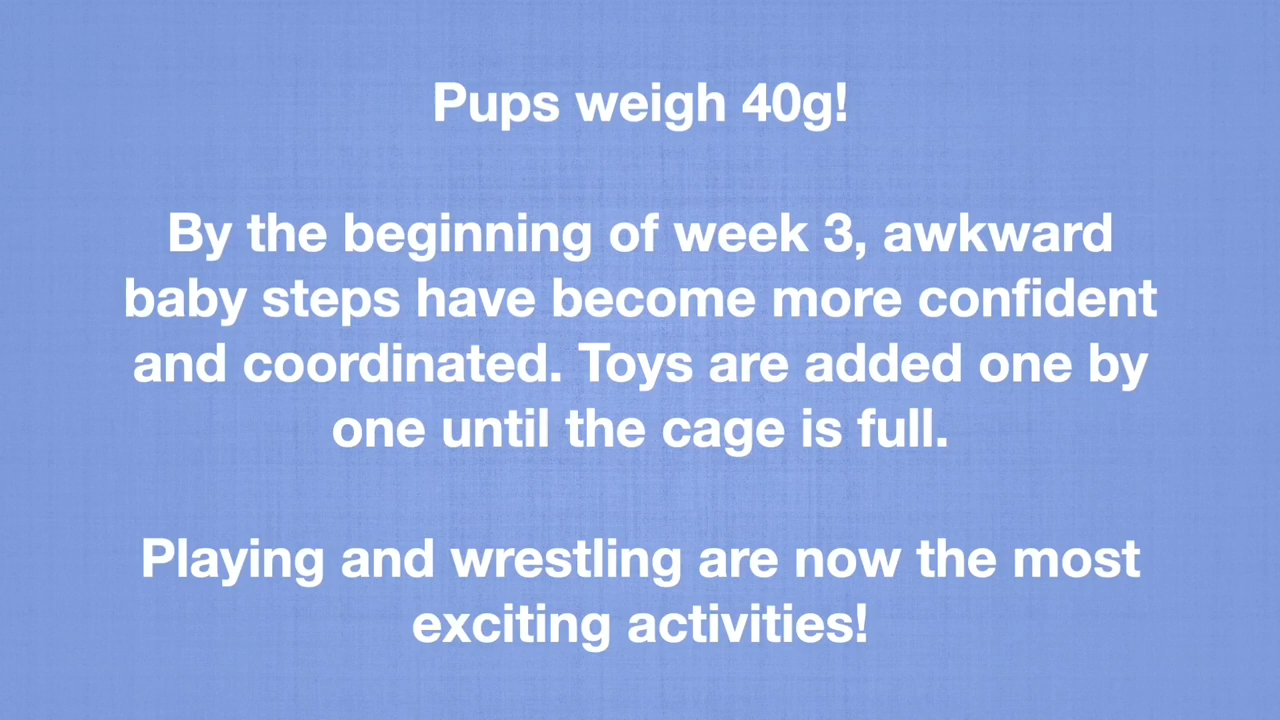 Pups weigh 40g!
By the beginning of week 3, awkward
baby steps have become more confident
and coordinated. Toys are added one by
one until the cage is full.
Playing and wrestling are now the most
exciting activities!